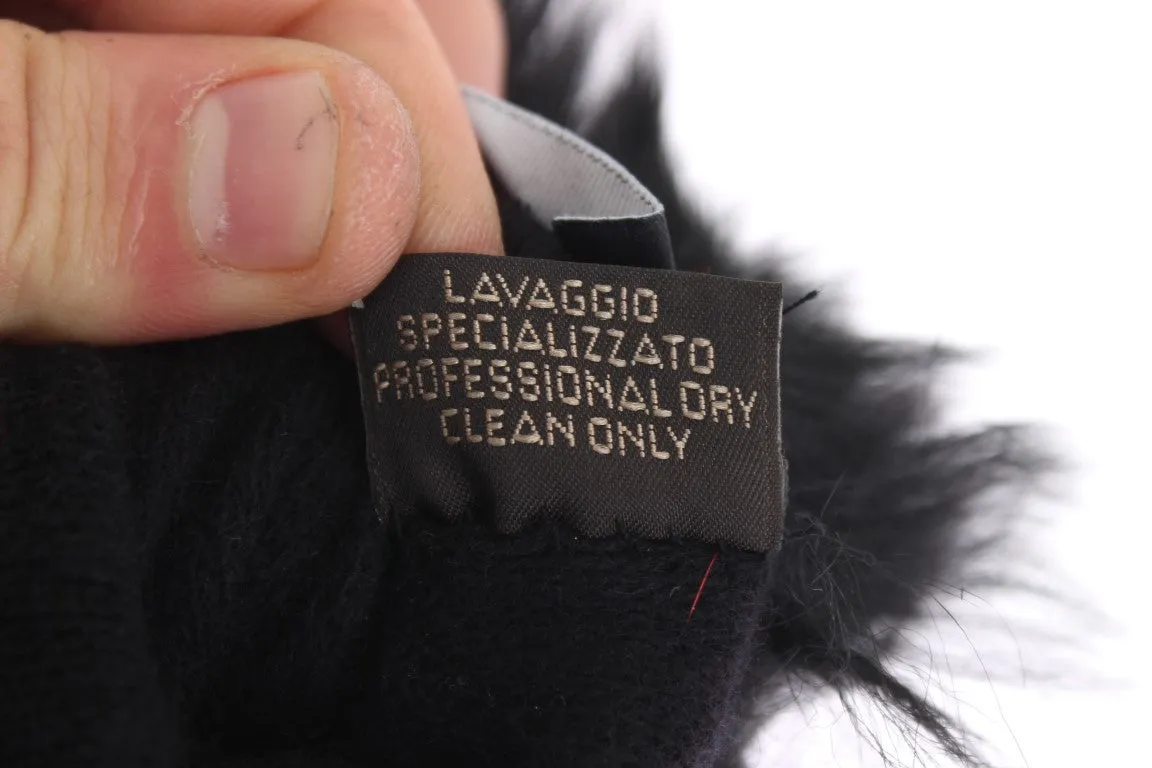 LAVAGGIO
SPECIALIZZATO
PROFESSIONAL DRY
CLEAN ONLY